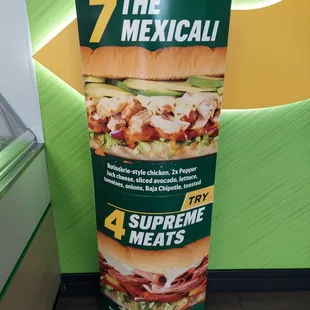 7 THE
MEXICALI
Rotisserie-style chicken, 2x Pepper
Jack cheese, sliced avocado, lettuce,
tomatoes, onions, Baja Chipotle, toasted
TRY
4 SUPREME
MEATS